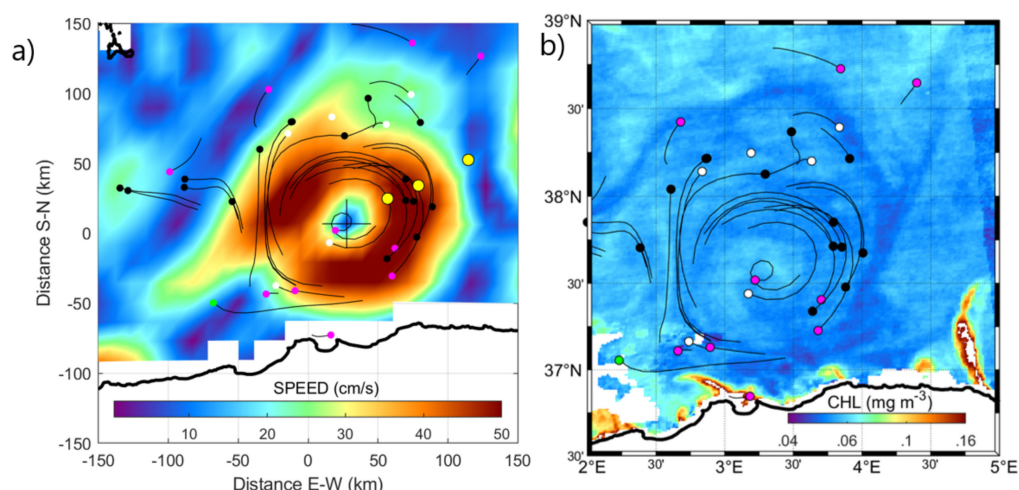 a)
150
100
50
0
-50
-100
-150
Distance S-N (km)
SPEED (cm/s)
10 20 30 40 50
-150 -100 -50 0 50 100 150
Distance E-W (km)
b)
39°N
30'
38°N
30'
37°N
30'
CHL (mg m-3)
.04 .06 .1 .16
2°E 30' 3°E 30' 4°E 30' 5°E